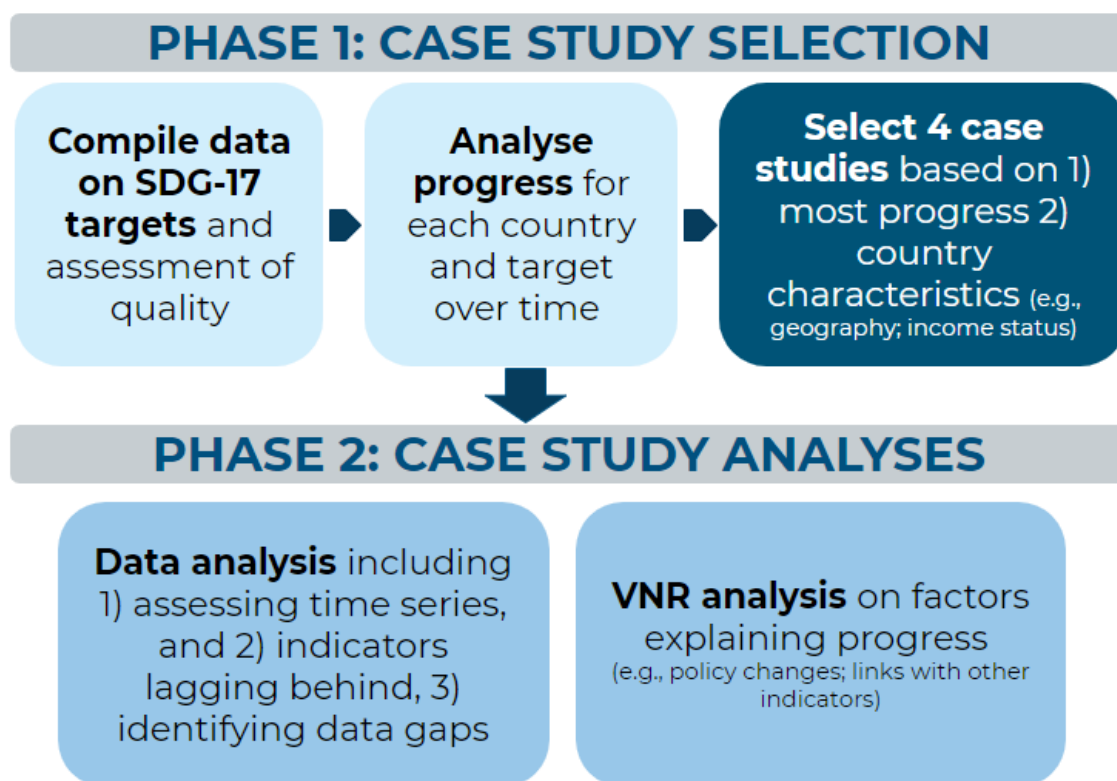 PHASE 1: CASE STUDY SELECTION
Compile data
on SDG-17
targets and
assessment of
quality
Analyse
progress for
each country
and target
over time
Select 4 case
studies based on 1)
most progress 2)
country
characteristics (e.g.,
geography; income status)
PHASE 2: CASE STUDY ANALYSES
Data analysis including
1) assessing time series,
and 2) indicators
lagging behind, 3)
identifying data gaps
VNR analysis on factors
explaining progress
(e.g., policy changes; links with other
indicators)